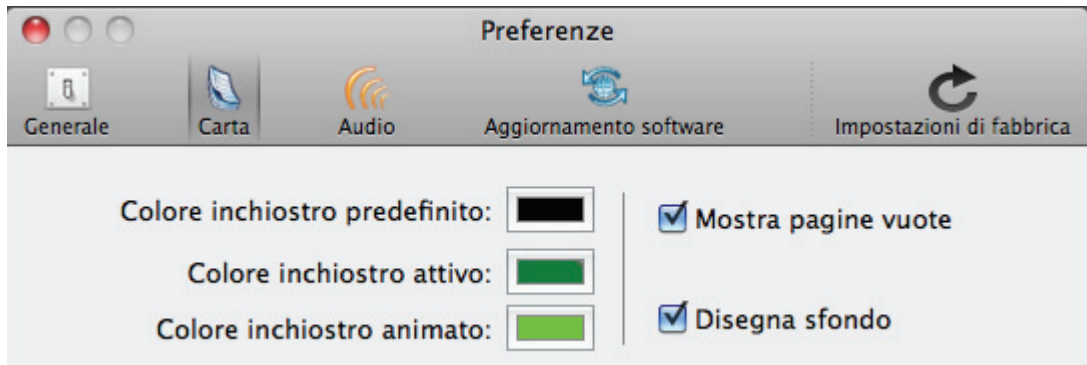 Preferenze
Generale
Carta
Audio
Aggiornamento software
Impostazioni di fabbrica
Colore inchiostro predefinito:
Mostra pagine vuote
Colore inchiostro attivo:
Colore inchiostro animato:
Disegna sfondo